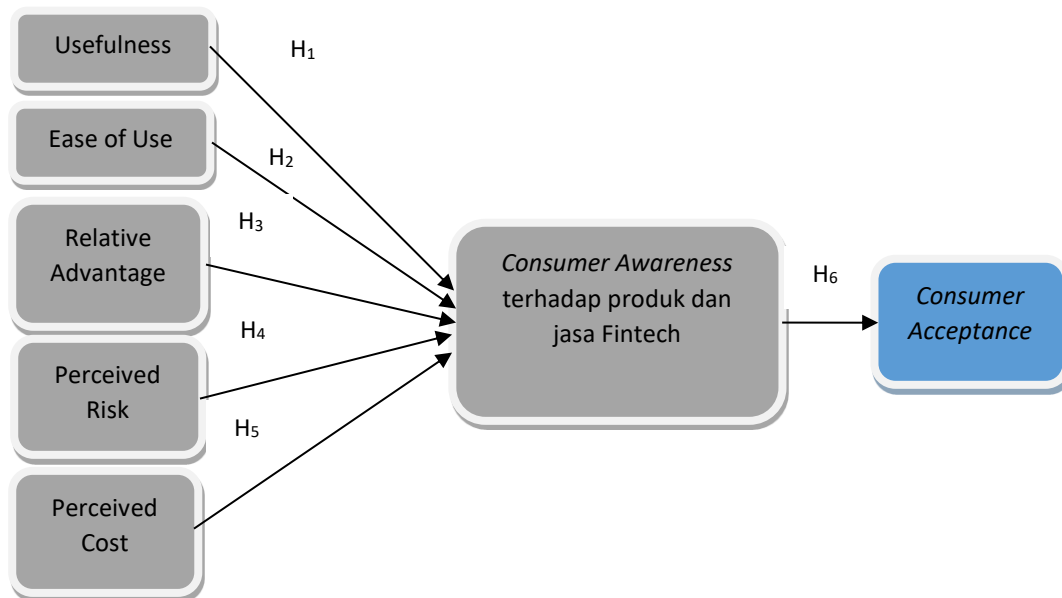 Usefulness
H₁
Ease of Use
H₂
Relative
Advantage
H₃
Perceived
Risk
H₄
Perceived
Cost
H₅
Consumer Awareness
terhadap produk dan
jasa Fintech
H₆
Consumer
Acceptance